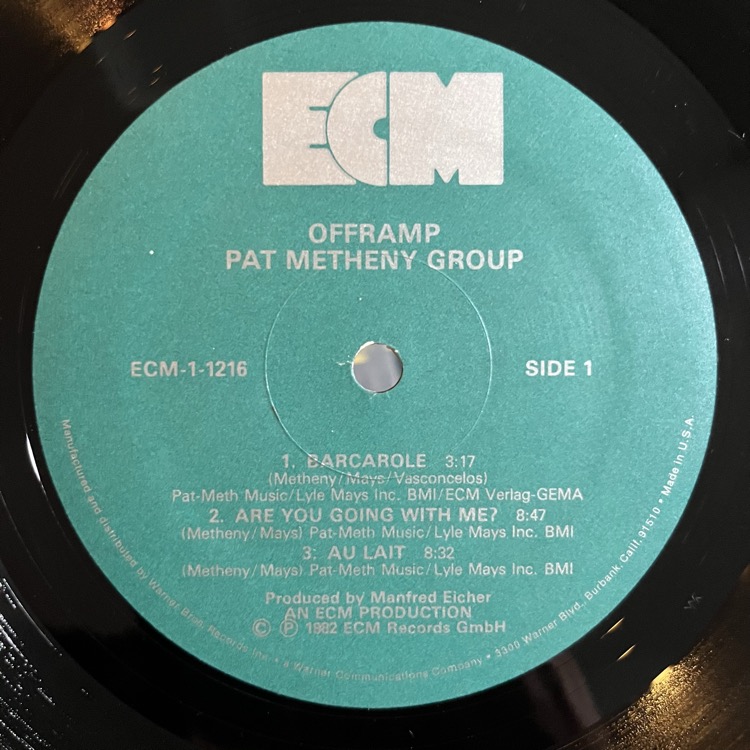 ECM
OFFRAMP
PAT METHENY GROUP
ECM-1-1216
SIDE 1
1. BARCAROLE 3:17
(Metheny/Mays/Vasconcelos)
Pat-Meth Music/Lyle Mays Inc. BMI/ECM Verlag-GEMA
2. ARE YOU GOING WITH ME? 8:47
(Metheny/Mays) Pat-Meth Music/Lyle Mays Inc. BMI
3: AU LAIT 8:32
(Metheny/Mays) Pat-Meth Music/Lyle Mays Inc. BMI
Produced by Manfred Eicher
AN ECM PRODUCTION
© ℗ 1982 ECM Records GmbH
Manufactured and distributed by Warner Bros. Records Inc. • a Warner Communications Company • 3300 Warner Blvd., Burbank, Calif. 91510 • Made in U.S.A.